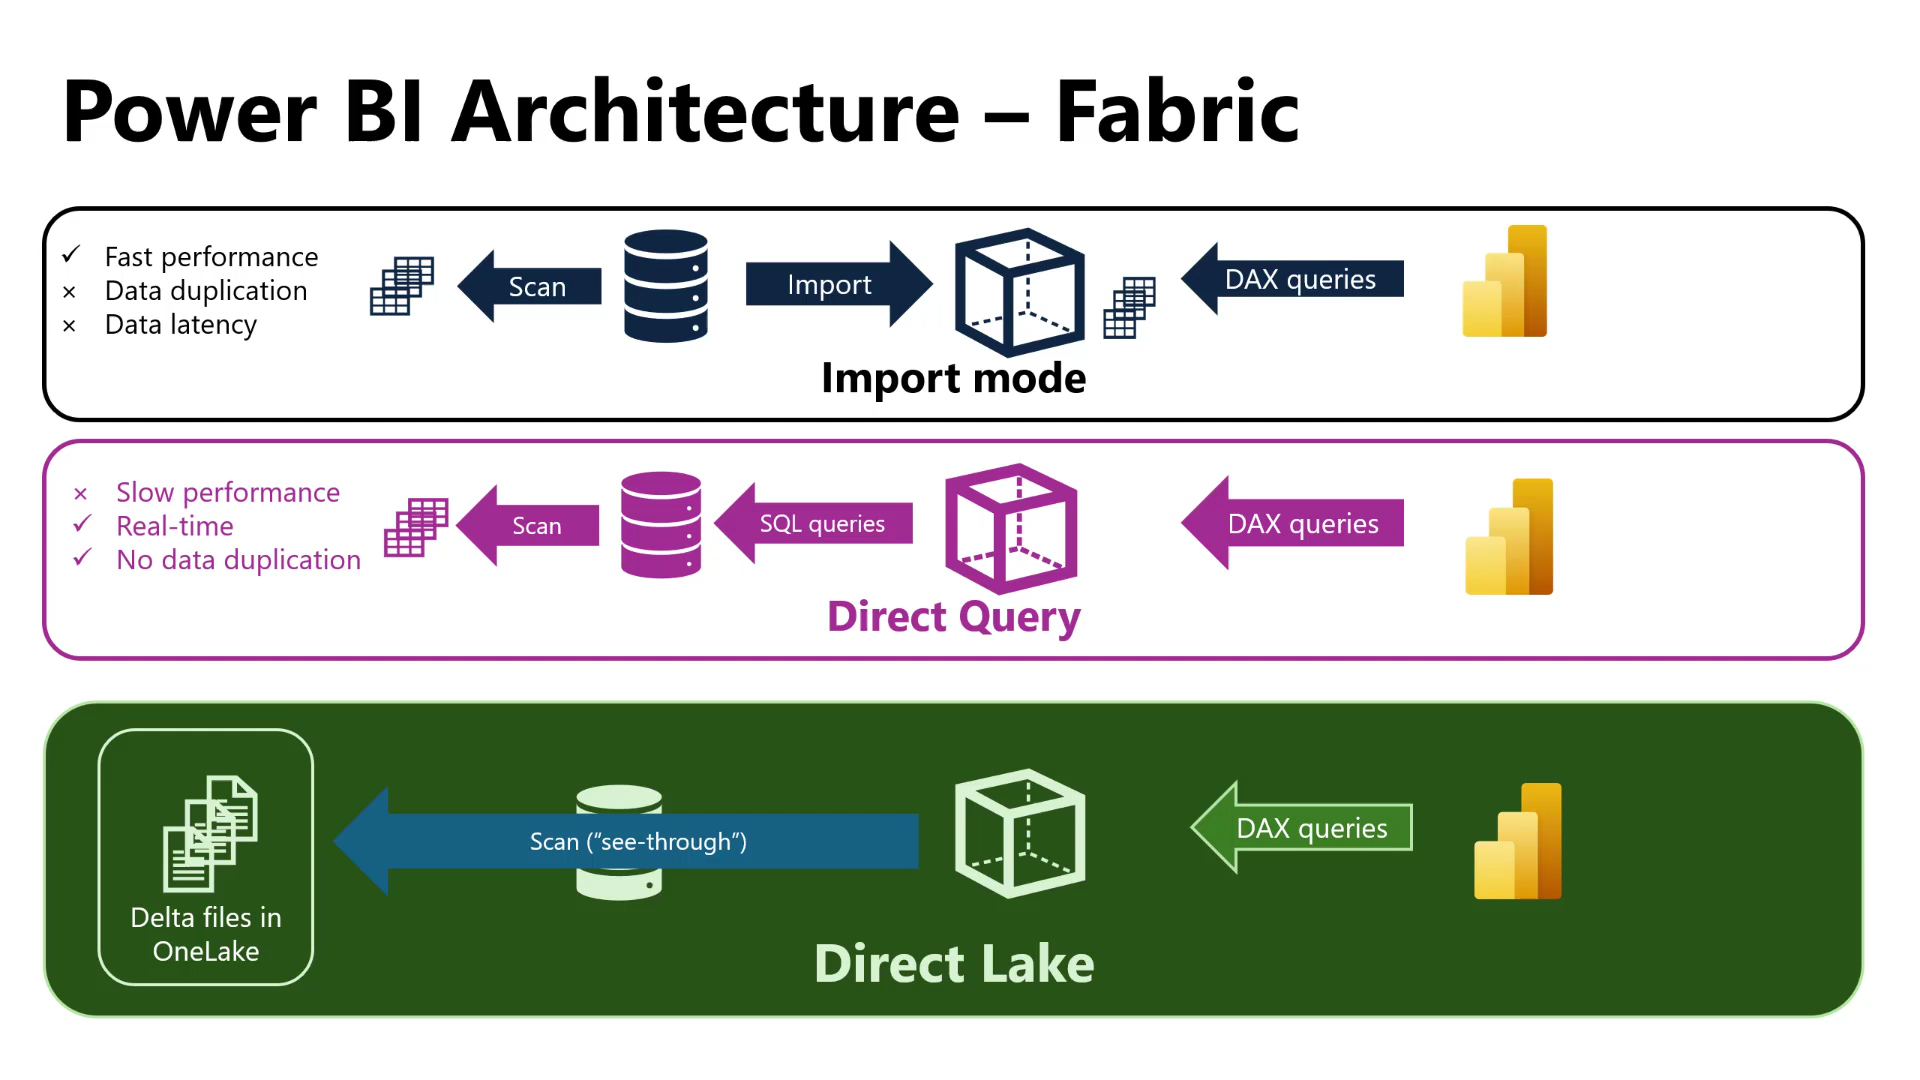 Power BI Architecture – Fabric
✓ Fast performance
× Data duplication
× Data latency
Scan
Import
DAX queries
Import mode
× Slow performance
✓ Real-time
✓ No data duplication
Scan
SQL queries
DAX queries
Direct Query
Delta files in
OneLake
Scan (“see-through”)
DAX queries
Direct Lake